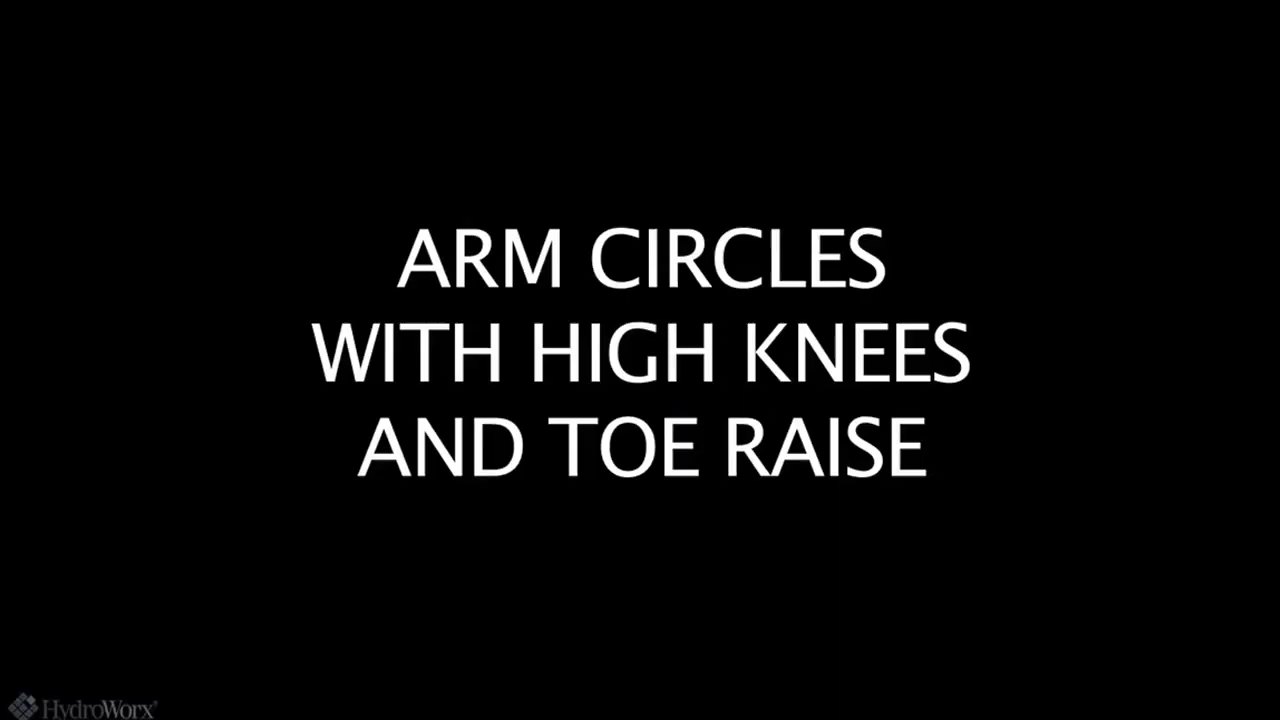 ARM CIRCLES
WITH HIGH KNEES
AND TOE RAISE
HydroWorx®